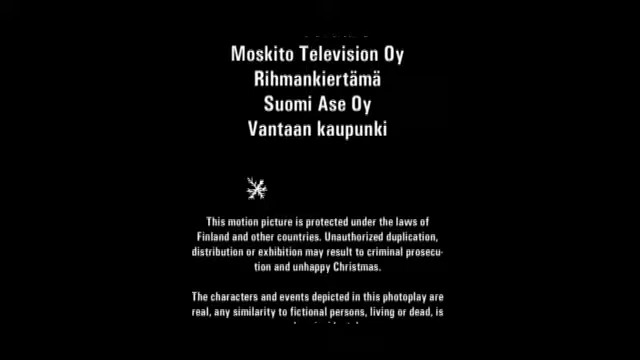 Moskito Television Oy
Rihmankiertämä
Suomi Ase Oy
Vantaan kaupunki
This motion picture is protected under the laws of
Finland and other countries. Unauthorized duplication,
distribution or exhibition may result to criminal prosecu-
tion and unhappy Christmas.
The characters and events depicted in this photoplay are
real, any similarity to fictional persons, living or dead, is